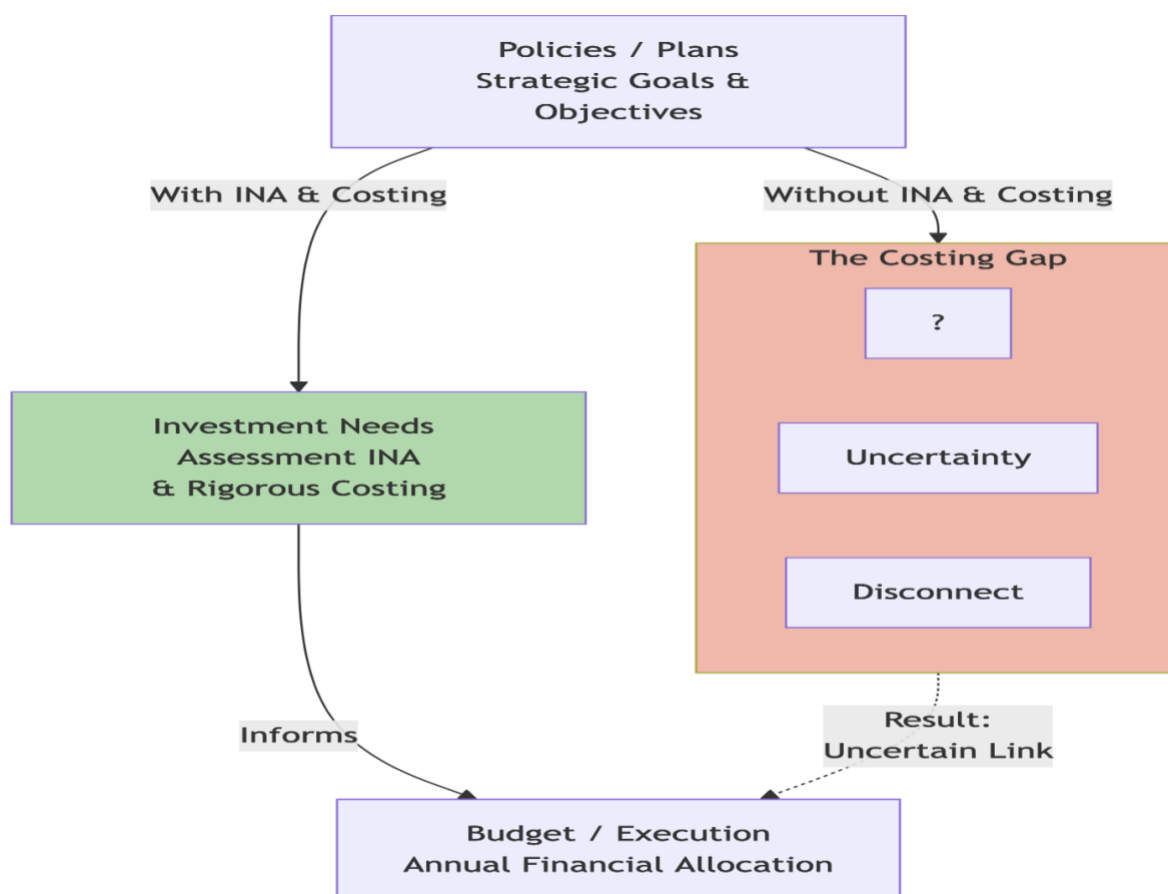 Policies / Plans
Strategic Goals &
Objectives
With INA & Costing
Without INA & Costing
The Costing Gap
?
Investment Needs
Assessment INA
& Rigorous Costing
Uncertainty
Disconnect
Informs
Result:
Uncertain Link
Budget / Execution
Annual Financial Allocation